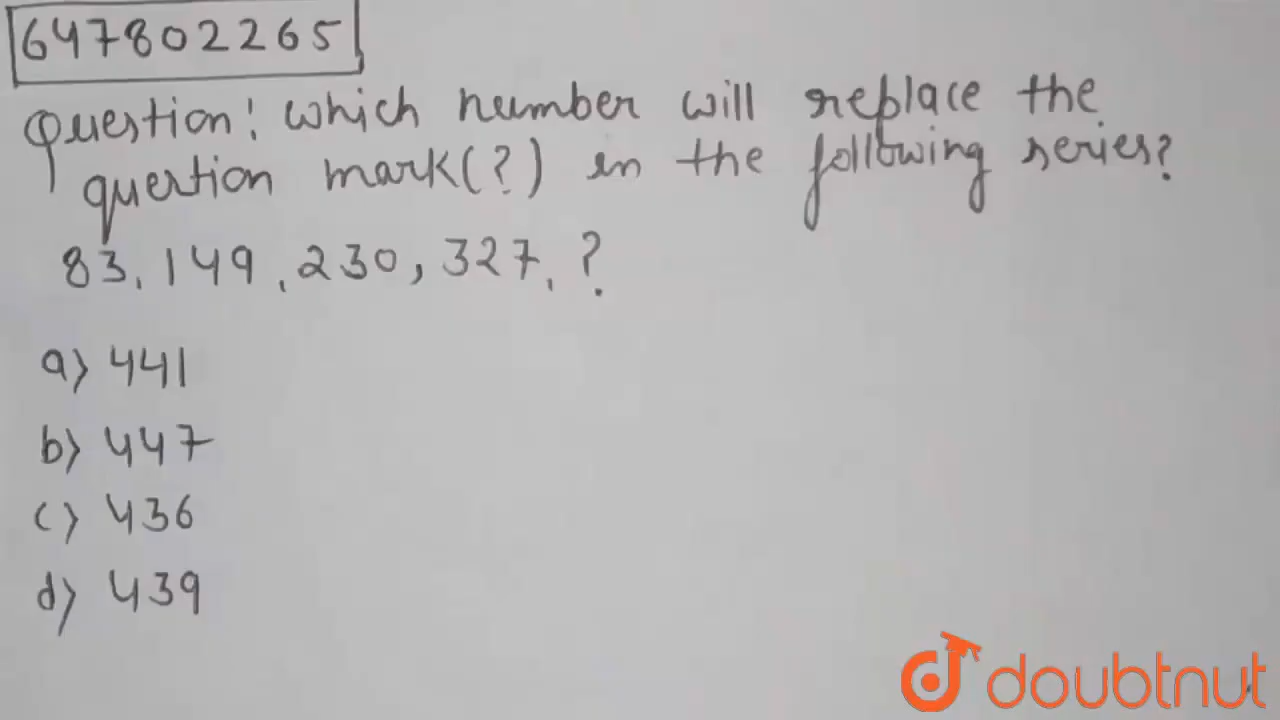 647802265
Question: Which number will replace the
question mark(?) in the following series?
83, 149, 230, 327, ?
a) 441
b) 447
c) 436
d) 439
doubtnut